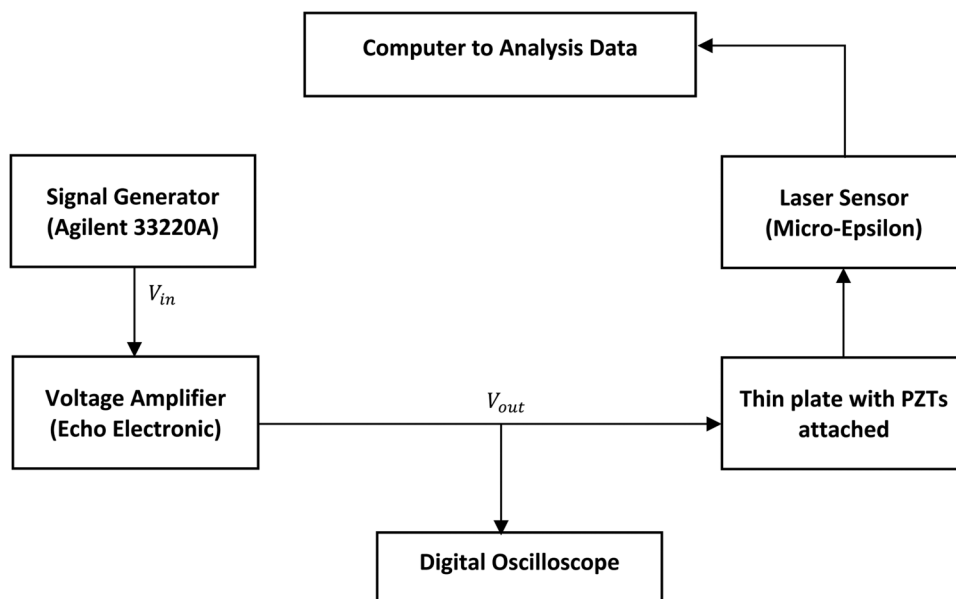 Computer to Analysis Data
Signal Generator
(Agilent 33220A)
Laser Sensor
(Micro-Epsilon)
V_in
Voltage Amplifier
(Echo Electronic)
V_out
Thin plate with PZTs
attached
Digital Oscilloscope